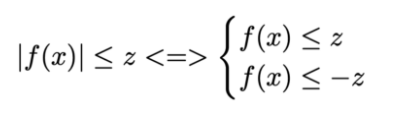 |f(x)| ≤ z <=> { f(x) ≤ z
f(x) ≤ −z